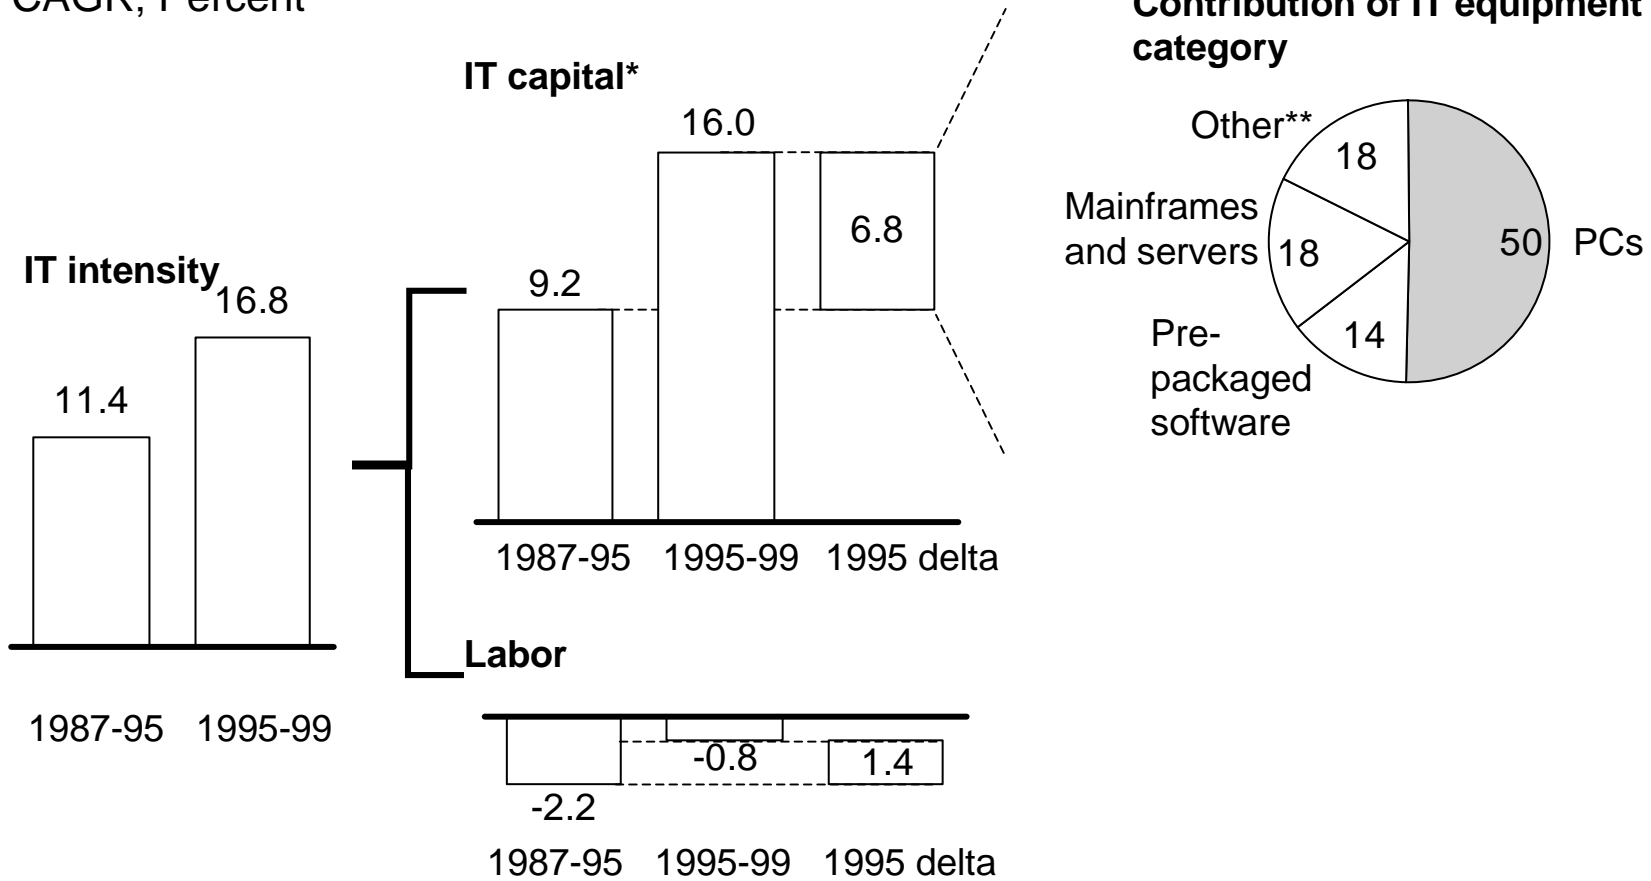 CAGR, Percent
Contribution of IT equipment
category
IT capital*
16.0
9.2
6.8
1987-95 1995-99 1995 delta
IT intensity
16.8
11.4
1987-95 1995-99
Labor
-0.8
1.4
-2.2
1987-95 1995-99 1995 delta
Other**
18
Mainframes
and servers
18
50
PCs
Pre-
packaged
software
14